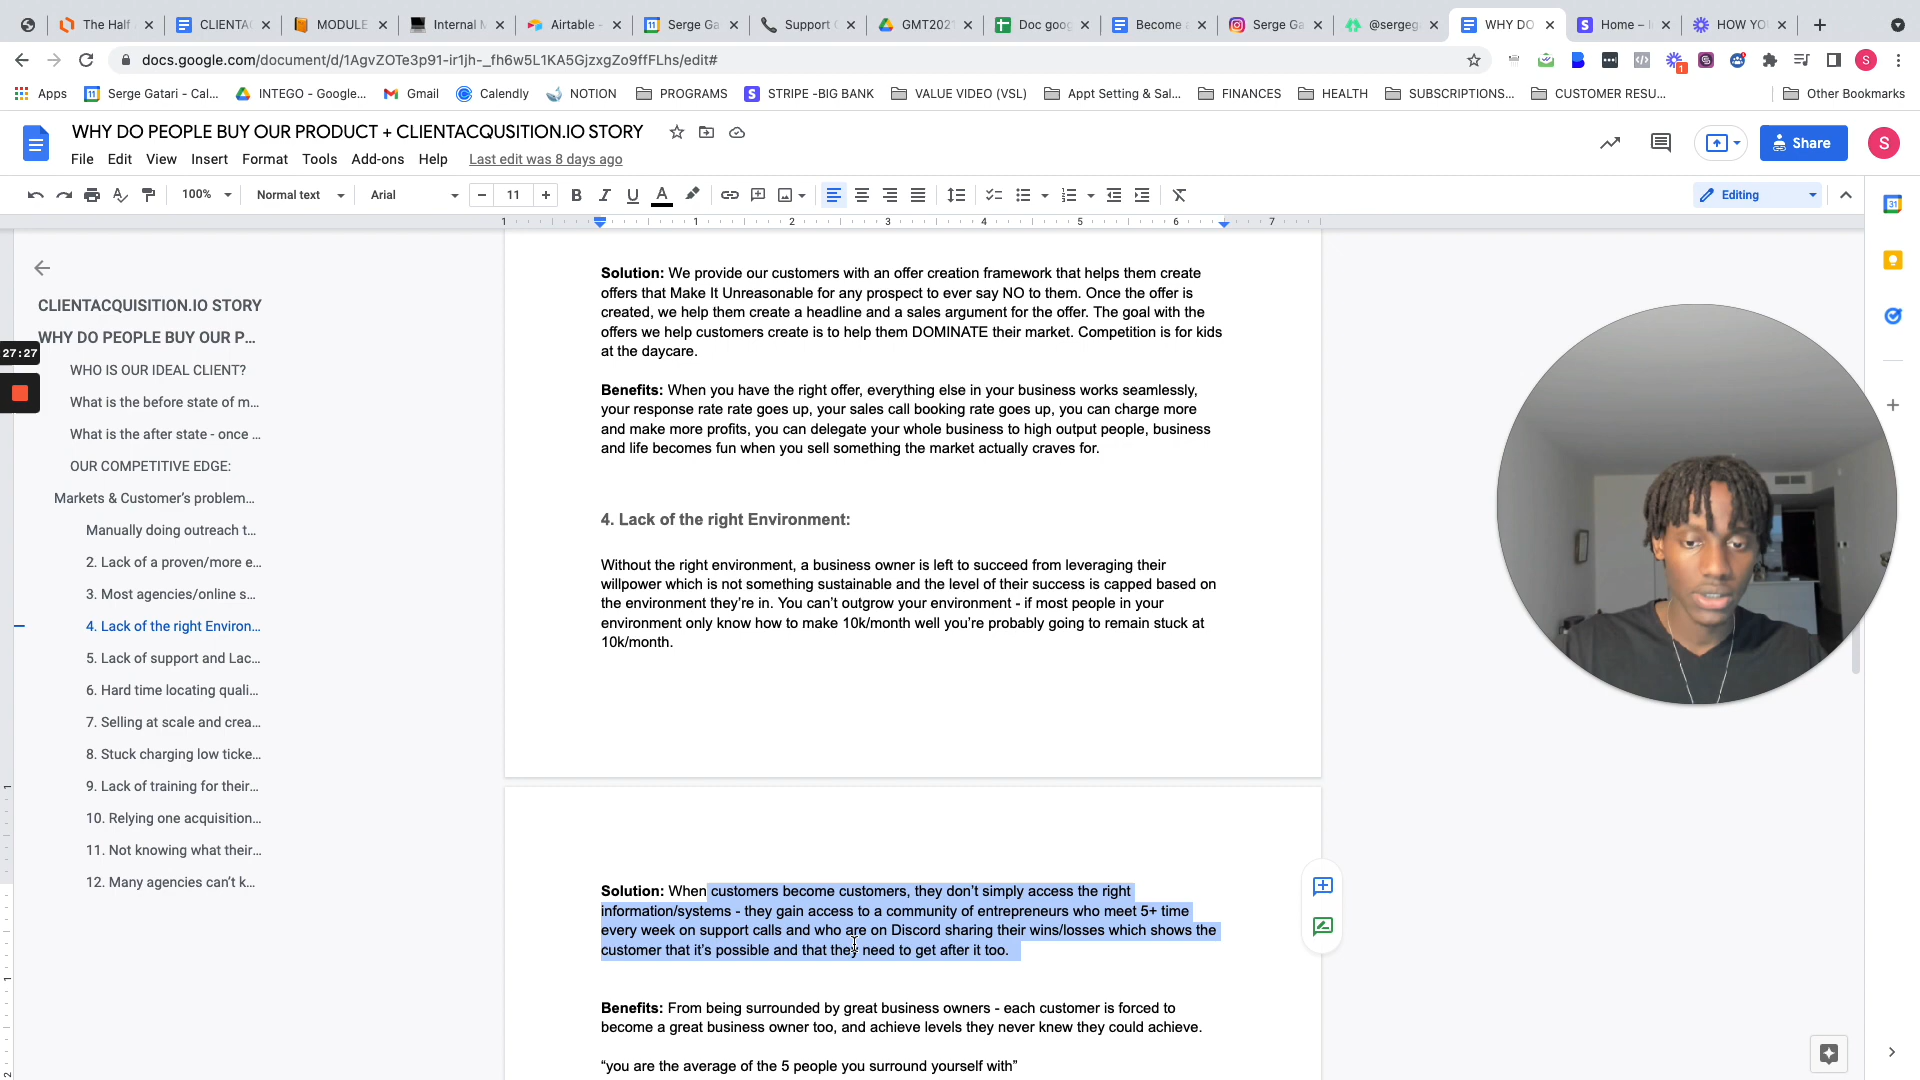 The Half
CLIENTA
MODULE
Internal M
Airtable -
Serge Ga
Support C
GMT2021
Doc goog
Become a
Serge Ga
@sergeg
WHY DO
Home – I
HOW YO
docs.google.com/document/d/1AgvZOTe3p91-ir1jh-_fh6w5L1KA5GjzxgZo9ffFLhs/edit#
S
Apps
Serge Gatari - Cal...
INTEGO - Google...
Gmail
Calendly
NOTION
PROGRAMS
STRIPE -BIG BANK
VALUE VIDEO (VSL)
Appt Setting & Sal...
FINANCES
HEALTH
SUBSCRIPTIONS...
CUSTOMER RESU...
Other Bookmarks
WHY DO PEOPLE BUY OUR PRODUCT + CLIENTACQUSITION.IO STORY
File Edit View Insert Format Tools Add-ons Help Last edit was 8 days ago
Share
S
100%
Normal text
Arial
11
Editing
1 1 2 3 4 5 6 7
CLIENTACQUISITION.IO STORY
WHY DO PEOPLE BUY OUR P...
27:27
WHO IS OUR IDEAL CLIENT?
What is the before state of m...
What is the after state - once ...
OUR COMPETITIVE EDGE:
Markets & Customer’s problem...
Manually doing outreach t...
2. Lack of a proven/more e...
3. Most agencies/online s...
4. Lack of the right Environ...
5. Lack of support and Lac...
6. Hard time locating quali...
7. Selling at scale and crea...
8. Stuck charging low ticke...
9. Lack of training for their...
10. Relying one acquisition...
11. Not knowing what their...
12. Many agencies can’t k...
Solution: We provide our customers with an offer creation framework that helps them create
offers that Make It Unreasonable for any prospect to ever say NO to them. Once the offer is
created, we help them create a headline and a sales argument for the offer. The goal with the
offers we help customers create is to help them DOMINATE their market. Competition is for kids
at the daycare.
Benefits: When you have the right offer, everything else in your business works seamlessly,
your response rate rate goes up, your sales call booking rate goes up, you can charge more
and make more profits, you can delegate your whole business to high output people, business
and life becomes fun when you sell something the market actually craves for.
4. Lack of the right Environment:
Without the right environment, a business owner is left to succeed from leveraging their
willpower which is not something sustainable and the level of their success is capped based on
the environment they’re in. You can’t outgrow your environment - if most people in your
environment only know how to make 10k/month well you’re probably going to remain stuck at
10k/month.
Solution: When customers become customers, they don’t simply access the right
information/systems - they gain access to a community of entrepreneurs who meet 5+ time
every week on support calls and who are on Discord sharing their wins/losses which shows the
customer that it’s possible and that they need to get after it too.
Benefits: From being surrounded by great business owners - each customer is forced to
become a great business owner too, and achieve levels they never knew they could achieve.
“you are the average of the 5 people you surround yourself with”